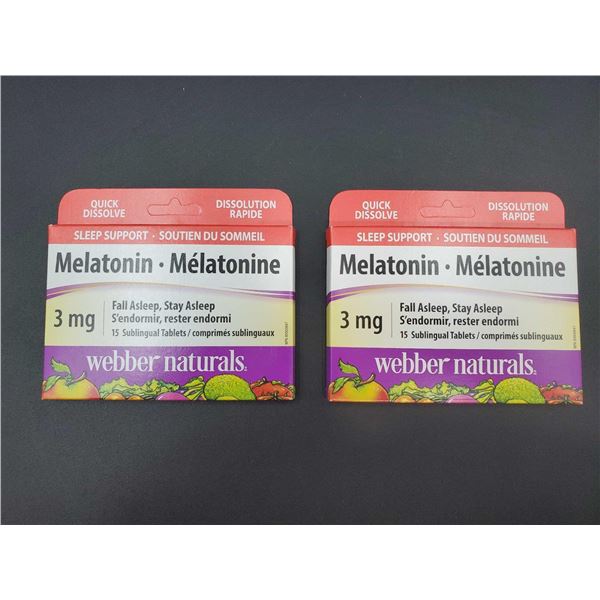 QUICK
DISSOLVE
DISSOLUTION
RAPIDE
SLEEP SUPPORT · SOUTIEN DU SOMMEIL
Melatonin · Mélatonine
3 mg
Fall Asleep, Stay Asleep
S'endormir, rester endormi
15 Sublingual Tablets / comprimés sublinguaux
webber naturals
QUICK
DISSOLVE
DISSOLUTION
RAPIDE
SLEEP SUPPORT · SOUTIEN DU SOMMEIL
Melatonin · Mélatonine
3 mg
Fall Asleep, Stay Asleep
S'endormir, rester endormi
15 Sublingual Tablets / comprimés sublinguaux
webber naturals